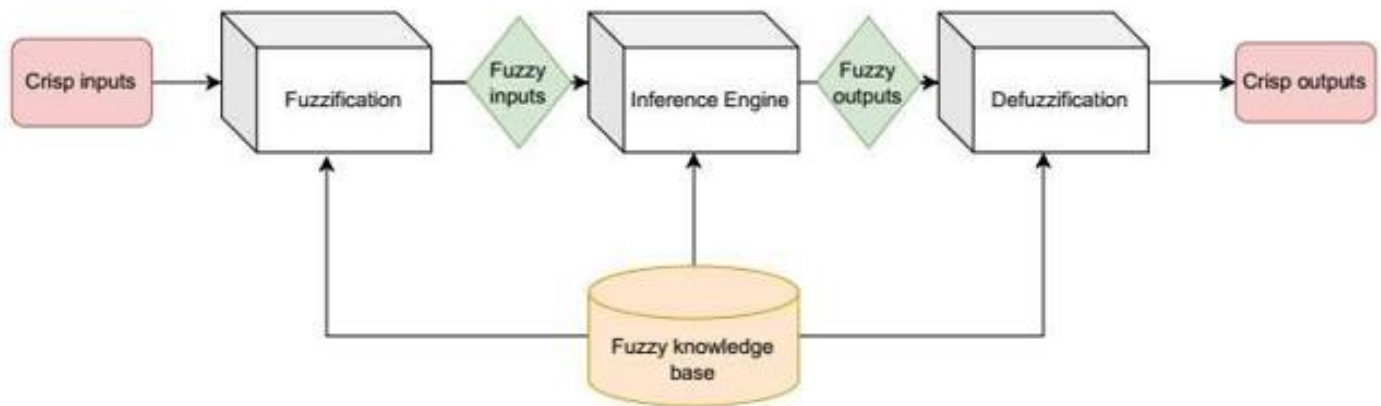 Crisp inputs
Fuzzification
Fuzzy
inputs
Inference Engine
Fuzzy
outputs
Defuzzification
Crisp outputs
Fuzzy knowledge
base